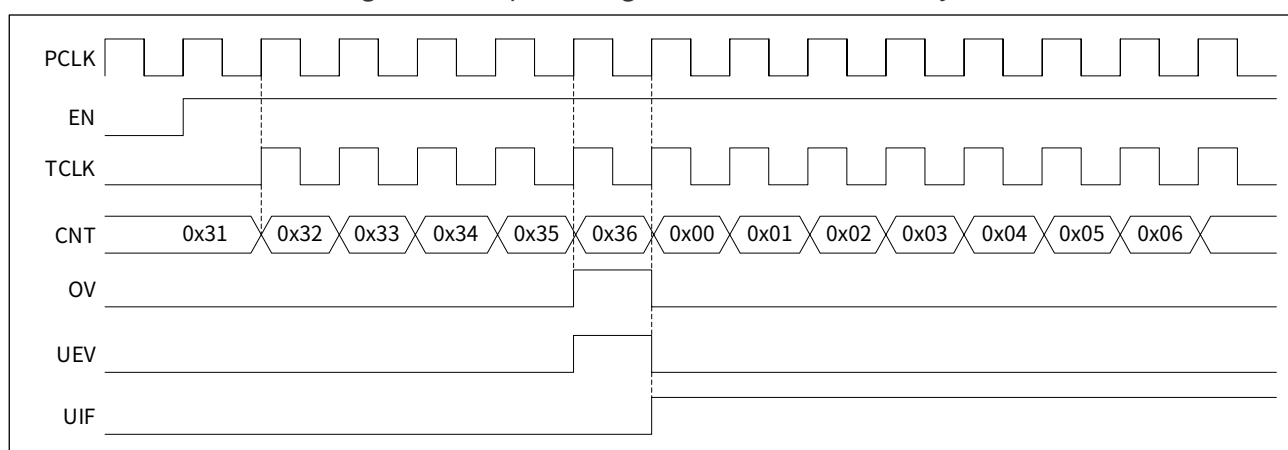 PCLK
EN
TCLK
CNT 0x31 0x32 0x33 0x34 0x35 0x36 0x00 0x01 0x02 0x03 0x04 0x05 0x06
OV
UEV
UIF